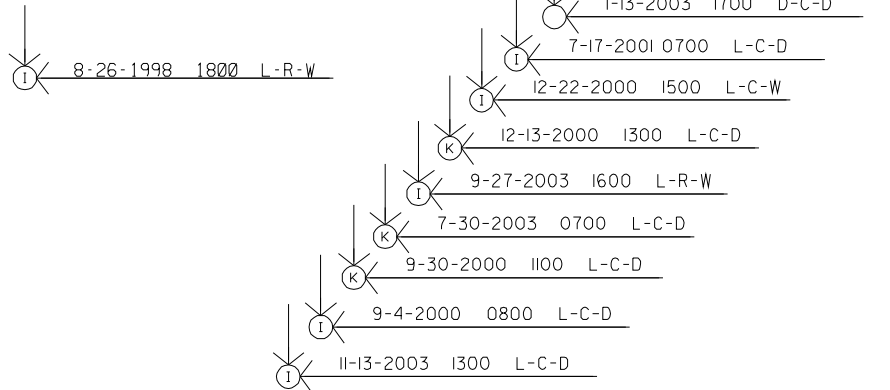 1-13-2003 1700 D-C-D
I 7-17-2001 0700 L-C-D
I 8-26-1998 1800 L-R-W
I 12-22-2000 1500 L-C-W
K 12-13-2000 1300 L-C-D
I 9-27-2003 1600 L-R-W
K 7-30-2003 0700 L-C-D
K 9-30-2000 1100 L-C-D
I 9-4-2000 0800 L-C-D
I 11-13-2003 1300 L-C-D